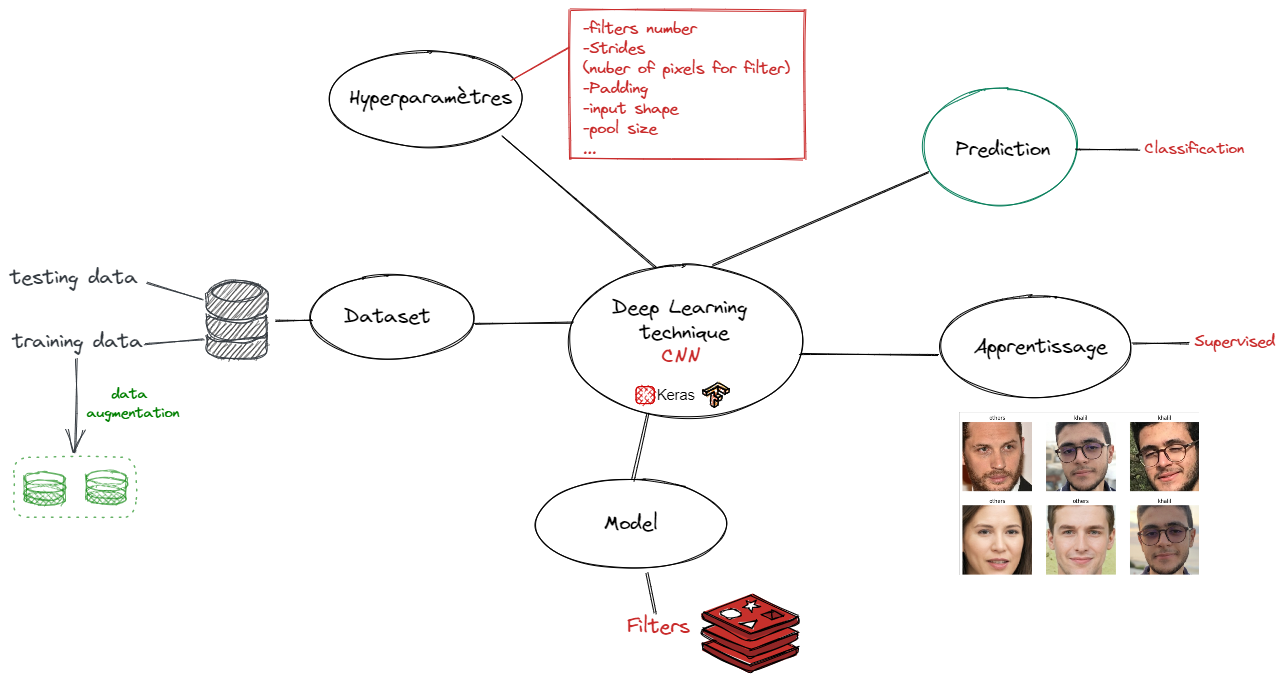 -filters number
-Strides
(nuber of pixels for filter)
-Padding
-input shape
-pool size
...
Hyperparamètres
Prediction
Classification
testing data
training data
data
augmentation
Dataset
Deep Learning
technique
CNN
Keras
Apprentissage
Supervised
others
khalil
khalil
others
others
khalil
Model
Filters